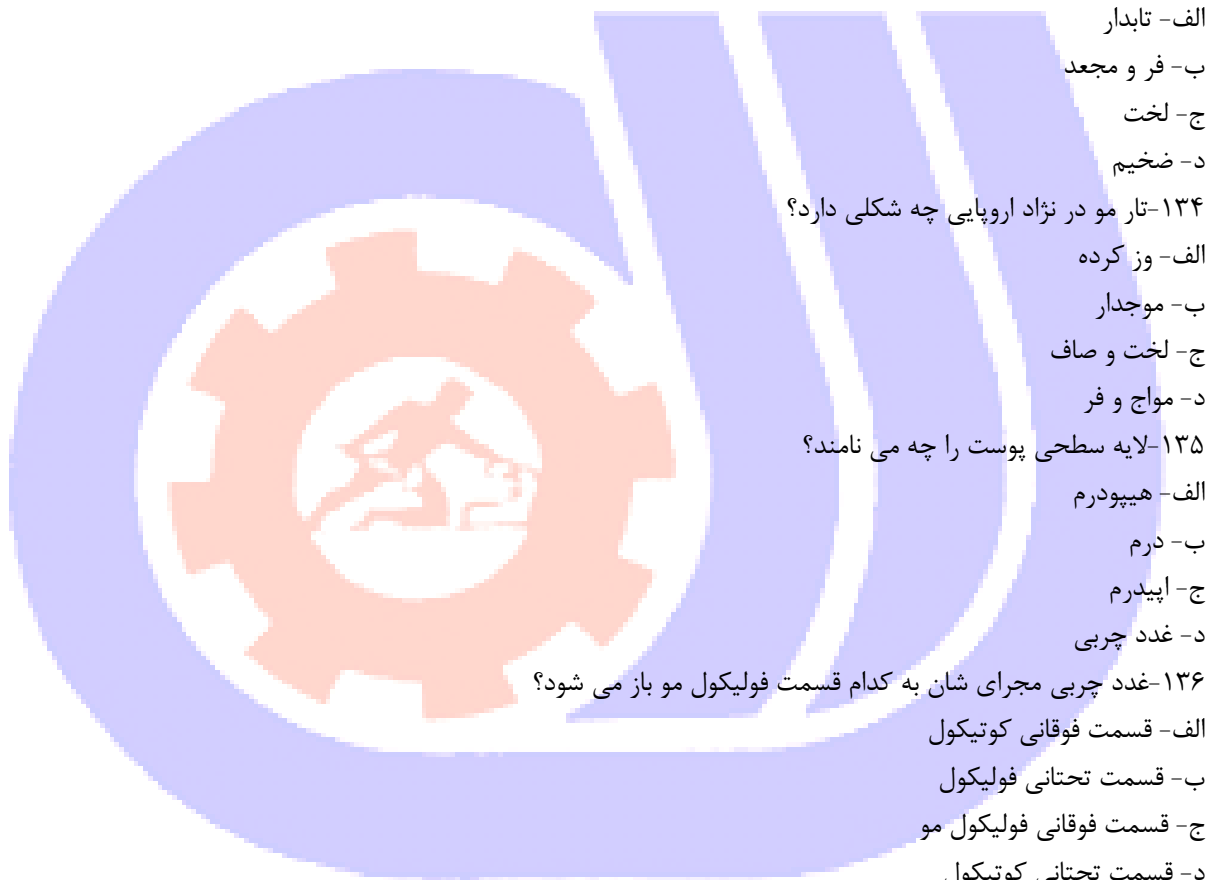 الف- تابدار
ب- فر و مجعد
ج- لخت
د- ضخیم
۱۳۴-تار مو در نژاد اروپایی چه شکلی دارد؟
الف- وز کرده
ب- موجدار
ج- لخت و صاف
د- مواج و فر
۱۳۵-لایه سطحی پوست را چه می نامند؟
الف- هیپودرم
ب- درم
ج- اپیدرم
د- غدد چربی
۱۳۶-غدد چربی مجرای شان به کدام قسمت فولیکول مو باز می شود؟
الف- قسمت فوقانی کوتیکول
ب- قسمت تحتانی فولیکول
ج- قسمت فوقانی فولیکول مو
د- قسمت تحتانی کوتیکول